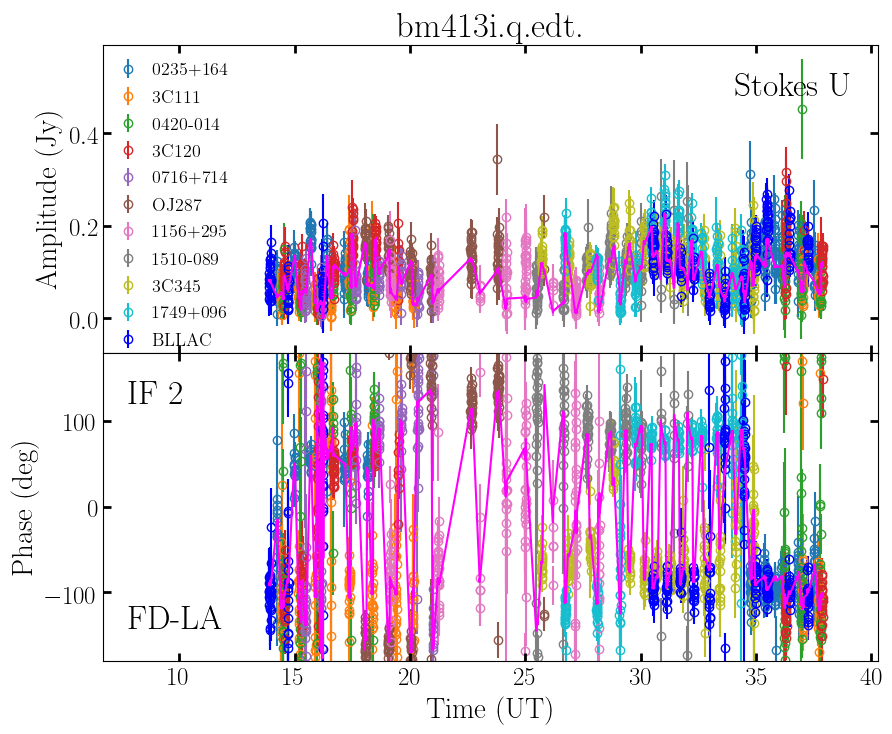 bm413i.q.edt.
Stokes U
Amplitude (Jy)
0.4
0.2
0.0
0235+164
3C111
0420-014
3C120
0716+714
OJ287
1156+295
1510-089
3C345
1749+096
BLLAC
IF 2
Phase (deg)
100
0
−100
FD-LA
10 15 20 25 30 35 40
Time (UT)